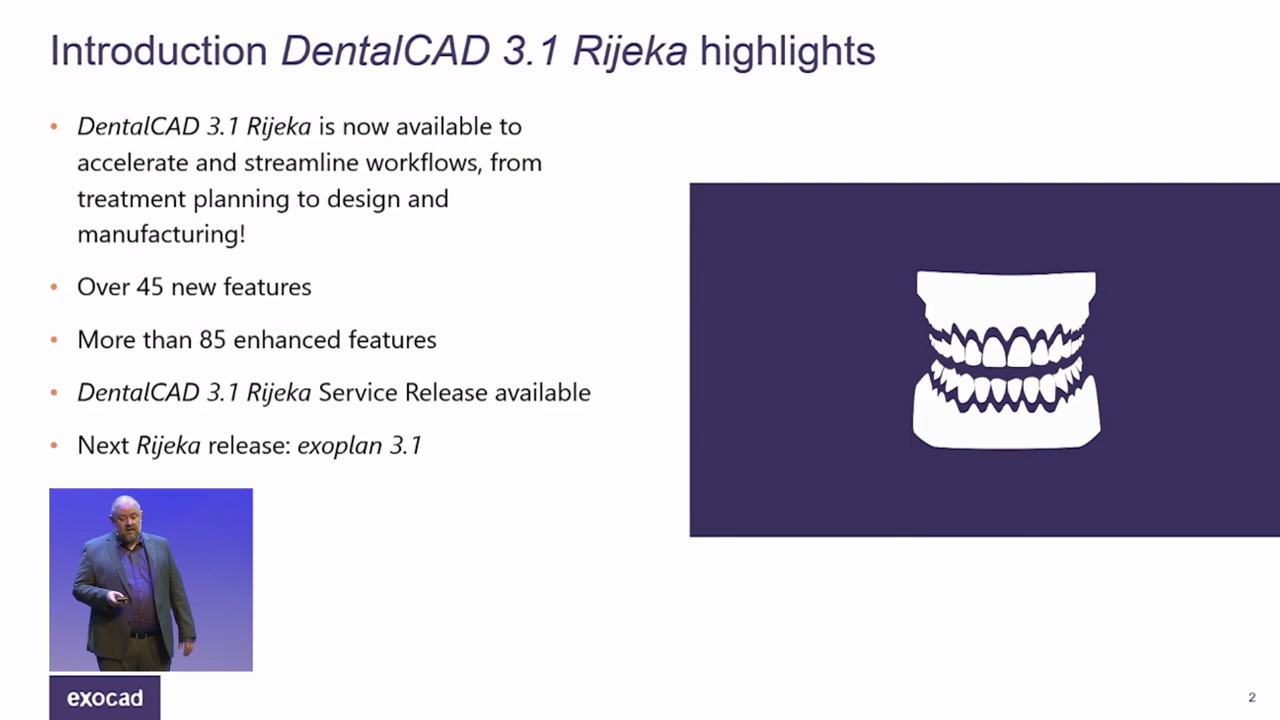 Introduction DentalCAD 3.1 Rijeka highlights
• DentalCAD 3.1 Rijeka is now available to
accelerate and streamline workflows, from
treatment planning to design and
manufacturing!
• Over 45 new features
• More than 85 enhanced features
• DentalCAD 3.1 Rijeka Service Release available
• Next Rijeka release: exoplan 3.1
exocad
2